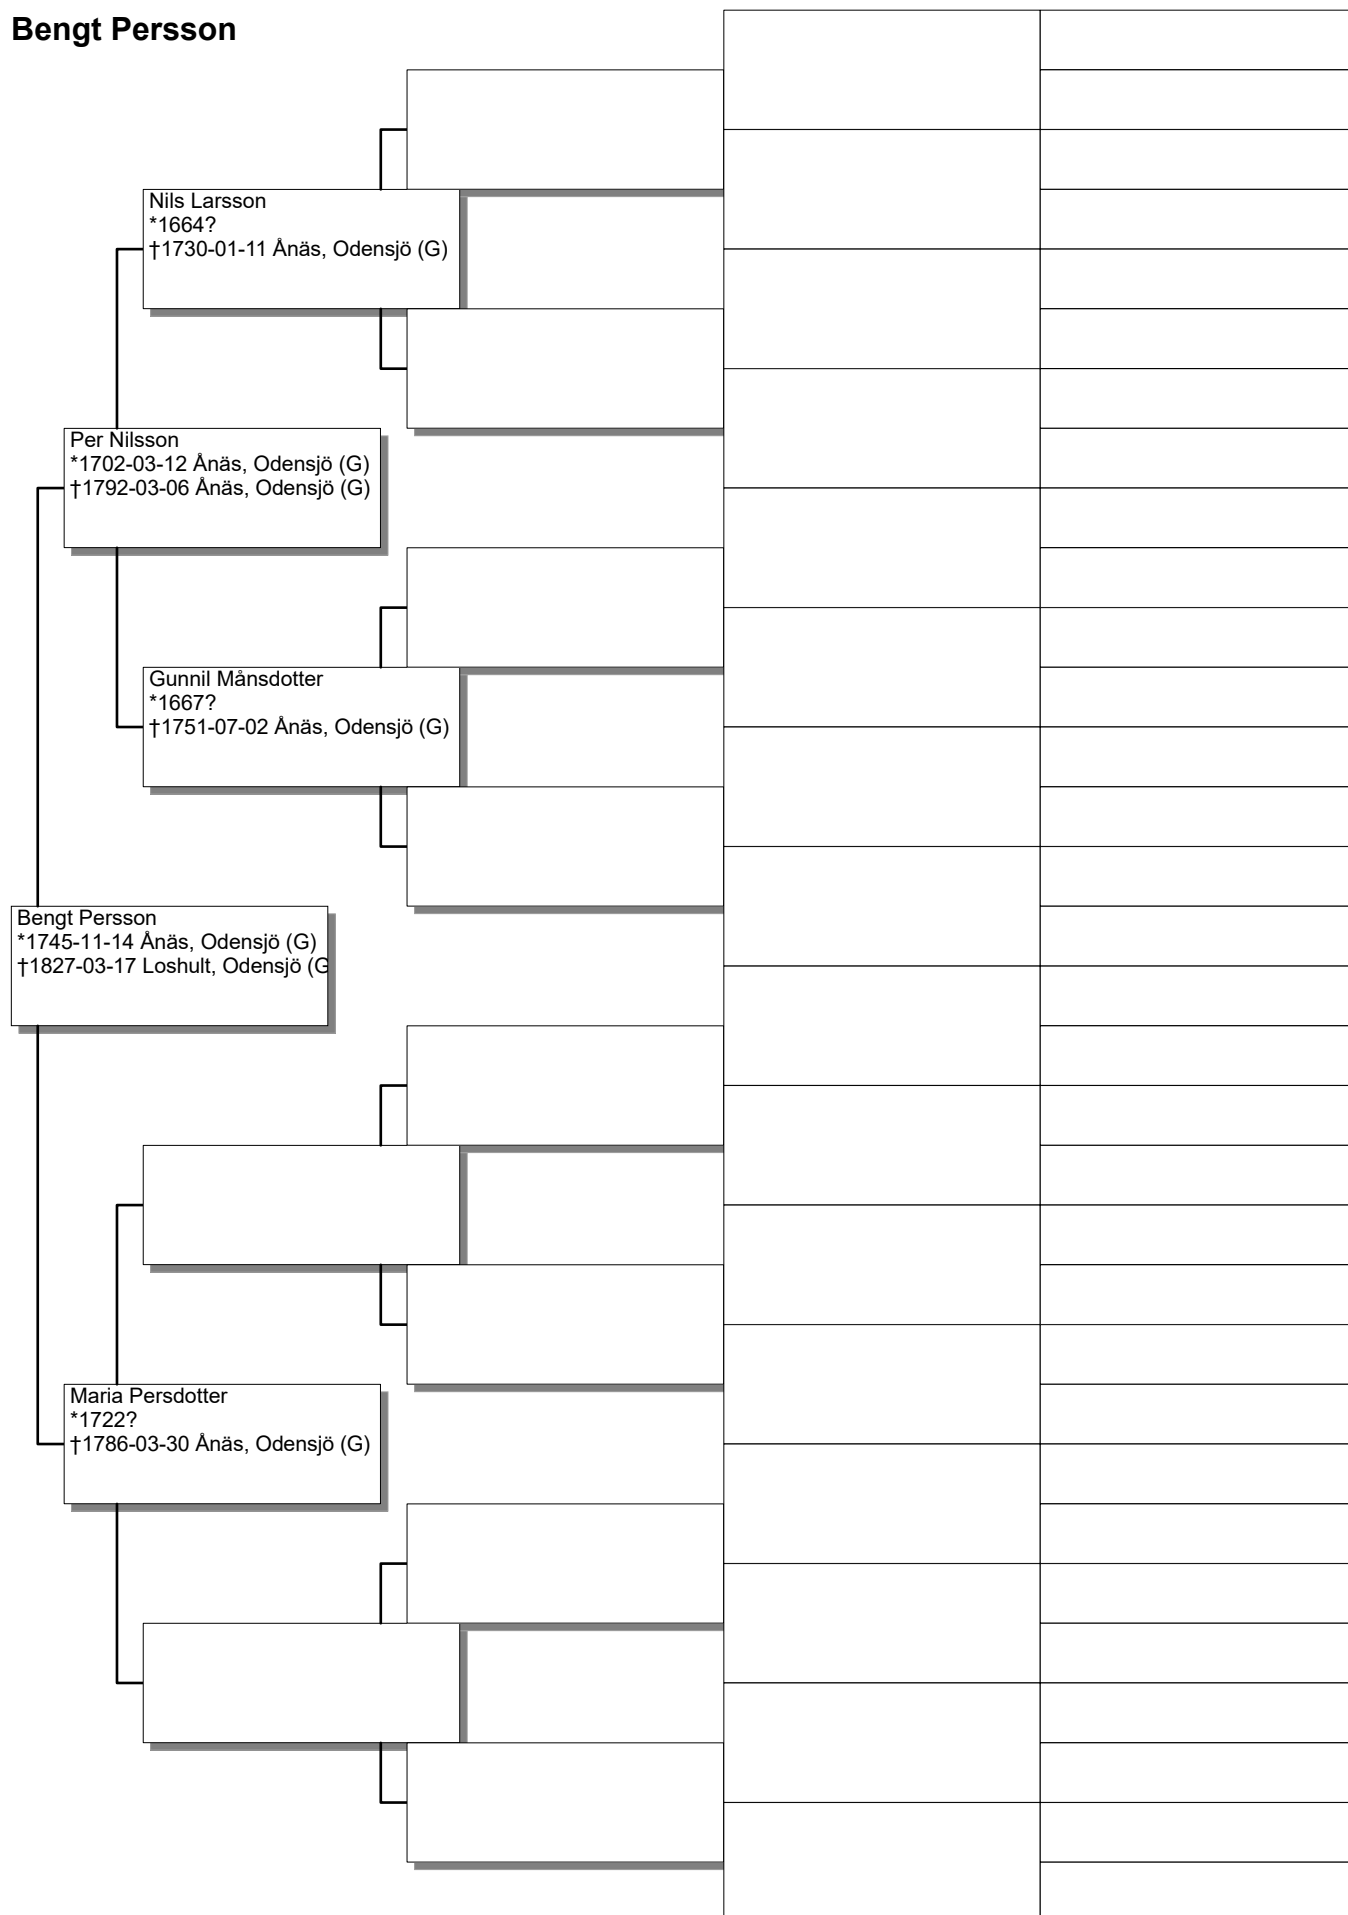 Bengt Persson
Nils Larsson
*1664?
†1730-01-11 Ånäs, Odensjö (G)
Per Nilsson
*1702-03-12 Ånäs, Odensjö (G)
†1792-03-06 Ånäs, Odensjö (G)
Gunnil Månsdotter
*1667?
†1751-07-02 Ånäs, Odensjö (G)
Bengt Persson
*1745-11-14 Ånäs, Odensjö (G)
†1827-03-17 Loshult, Odensjö (G
Maria Persdotter
*1722?
†1786-03-30 Ånäs, Odensjö (G)